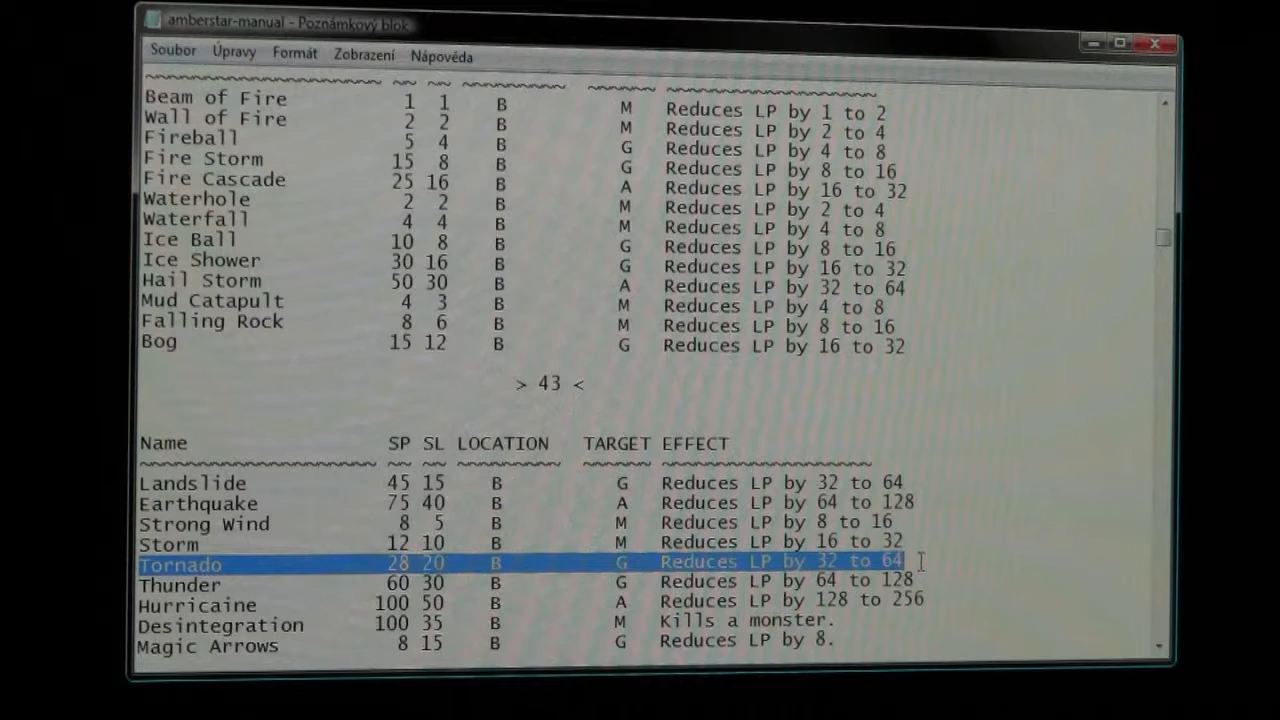 amberstar-manual - Poznámkový blok
Soubor Úpravy Formát Zobrazení Nápověda
~~~~~~~~~~~~~~~~~~~~~ ~~ ~~ ~~~~~~~~~ ~~~~~~ ~~~~~~~~~~~~~~~~~~~
Beam of Fire 1 1 B M Reduces LP by 1 to 2
Wall of Fire 2 2 B M Reduces LP by 2 to 4
Fireball 5 4 B G Reduces LP by 4 to 8
Fire Storm 15 8 B G Reduces LP by 8 to 16
Fire Cascade 25 16 B A Reduces LP by 16 to 32
Waterhole 2 2 B M Reduces LP by 2 to 4
Waterfall 4 4 B M Reduces LP by 4 to 8
Ice Ball 10 8 B G Reduces LP by 8 to 16
Ice Shower 30 16 B G Reduces LP by 16 to 32
Hail Storm 50 30 B A Reduces LP by 32 to 64
Mud Catapult 4 3 B M Reduces LP by 4 to 8
Falling Rock 8 6 B M Reduces LP by 8 to 16
Bog 15 12 B G Reduces LP by 16 to 32
> 43 <
Name SP SL LOCATION TARGET EFFECT
~~~~~~~~~~~~~~~~~~~~~ ~~ ~~ ~~~~~~~~~ ~~~~~~ ~~~~~~~~~~~~~~~~~~~
Landslide 45 15 B G Reduces LP by 32 to 64
Earthquake 75 40 B A Reduces LP by 64 to 128
Strong Wind 8 5 B M Reduces LP by 8 to 16
Storm 12 10 B M Reduces LP by 16 to 32
Tornado 28 20 B G Reduces LP by 32 to 64
Thunder 60 30 B G Reduces LP by 64 to 128
Hurricaine 100 50 B A Reduces LP by 128 to 256
Desintegration 100 35 B M Kills a monster.
Magic Arrows 8 15 B G Reduces LP by 8.